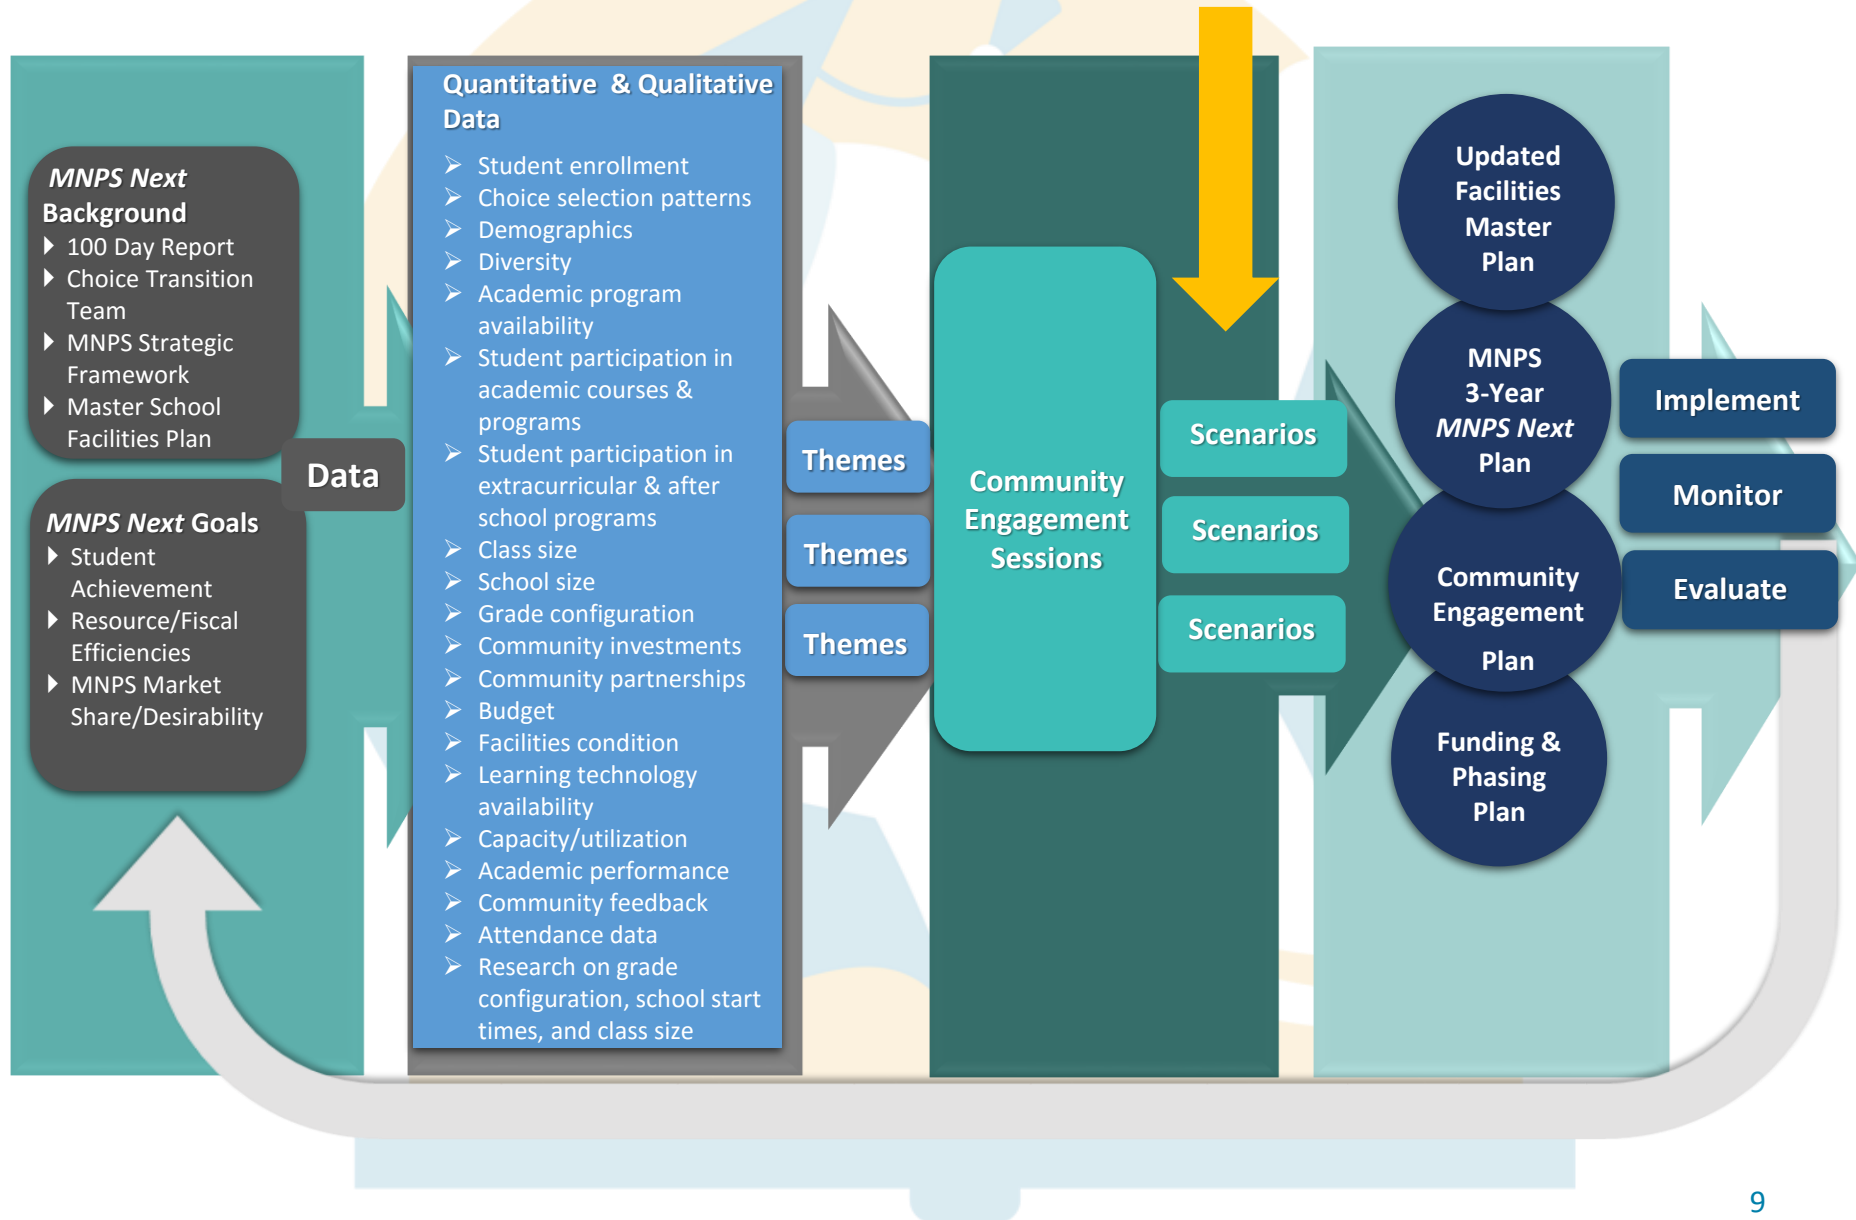 MNPS Next
Background
100 Day Report
Choice Transition
Team
MNPS Strategic
Framework
Master School
Facilities Plan
MNPS Next Goals
Student
Achievement
Resource/Fiscal
Efficiencies
MNPS Market
Share/Desirability
Data
Quantitative & Qualitative
Data
Student enrollment
Choice selection patterns
Demographics
Diversity
Academic program
availability
Student participation in
academic courses &
programs
Student participation in
extracurricular & after
school programs
Class size
School size
Grade configuration
Community investments
Community partnerships
Budget
Facilities condition
Learning technology
availability
Capacity/utilization
Academic performance
Community feedback
Attendance data
Research on grade
configuration, school start
times, and class size
Themes
Themes
Themes
Community
Engagement
Sessions
Scenarios
Scenarios
Scenarios
Updated
Facilities
Master
Plan
MNPS
3-Year
MNPS Next
Plan
Community
Engagement
Plan
Funding &
Phasing
Plan
Implement
Monitor
Evaluate
9